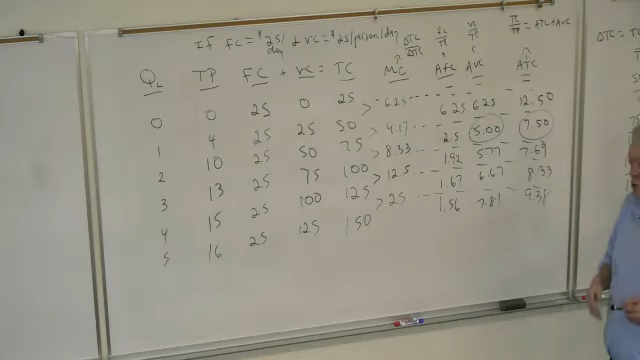 If FC = $25/day & VC = $25/person/day ΔTC/ΔTP FC/TP VC/TP TC/TP = AFC + AVC
QL TP FC + VC = TC MC AFC AVC ATC ΔTC = TC
0 0 25 0 25
> 6.25 --- 6.25 6.25 12.50
1 4 25 25 50
> 4.17 --- 2.5 5.00 7.50
2 10 25 50 75
> 8.33 --- 1.92 5.77 7.69
3 13 25 75 100
> 12.5 --- 1.67 6.67 8.33
4 15 25 100 125
> 25 --- 1.56 7.81 9.38
5 16 25 125 150